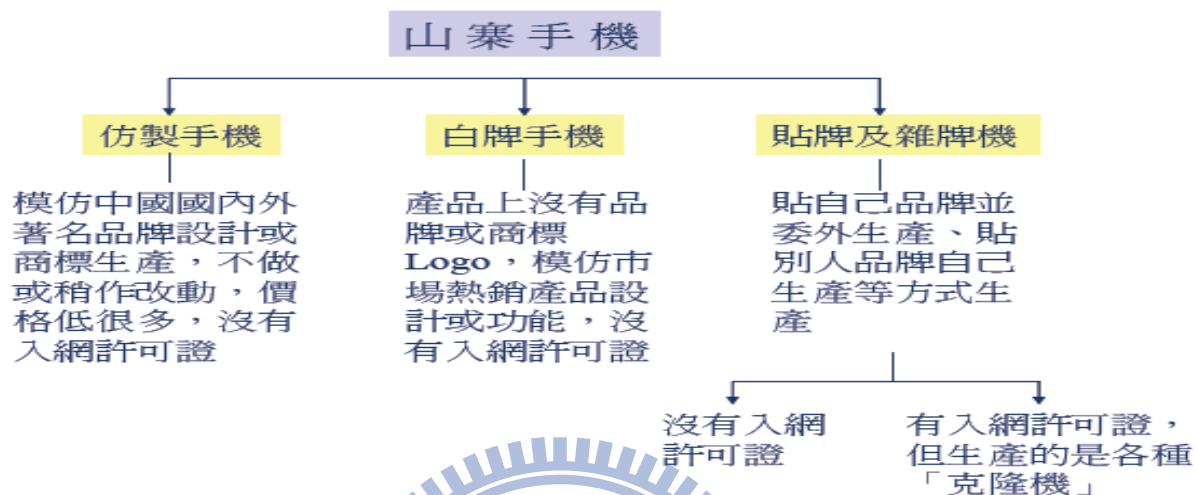 山寨手機
仿製手機
白牌手機
貼牌及雜牌機
模仿中國國內外
著名品牌設計或
商標生產，不做
或稍作改動，價
格低很多，沒有
入網許可證
產品上沒有品
牌或商標
Logo，模仿市
場熱銷產品設
計或功能，沒
有入網許可證
貼自己品牌並
委外生產、貼
別人品牌自己
生產等方式生
產
沒有入網
許可證
有入網許可證，
但生產的是各種
「克隆機」